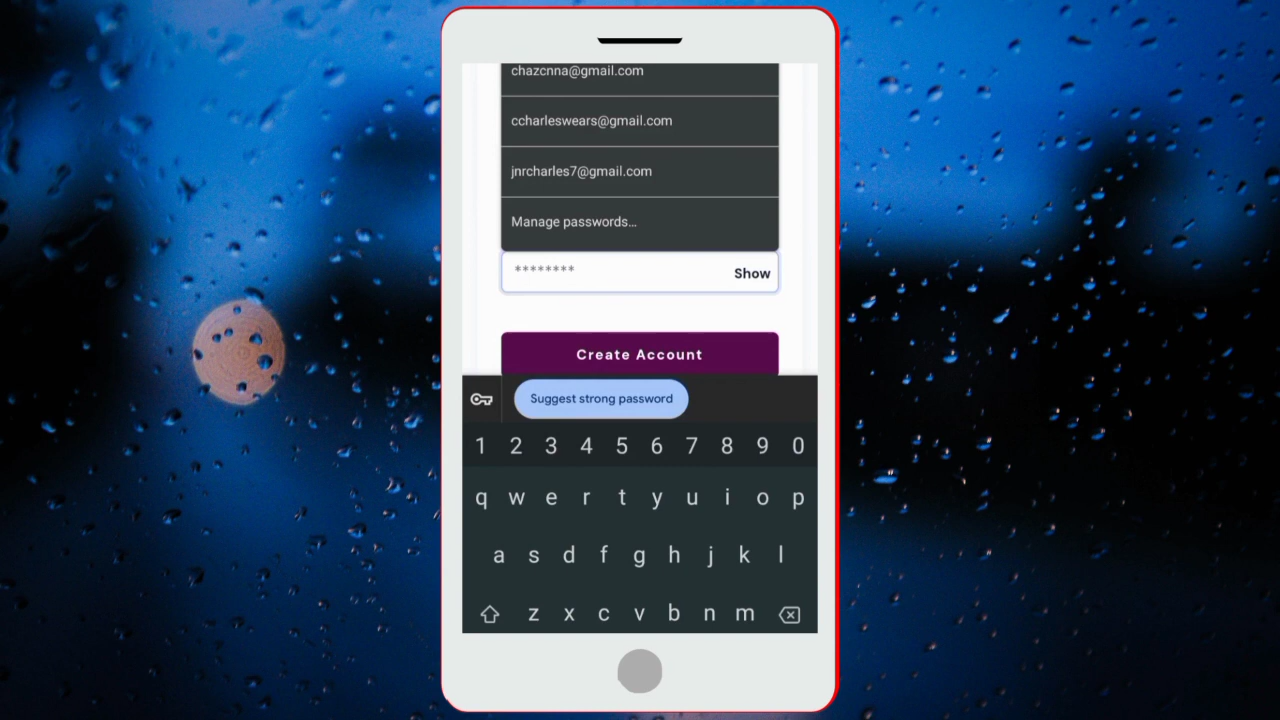 chazcnna@gmail.com
ccharleswears@gmail.com
jnrcharles7@gmail.com
Manage passwords...
******** Show
Create Account
Suggest strong password
1 2 3 4 5 6 7 8 9 0
q w e r t y u i o p
a s d f g h j k l
z x c v b n m